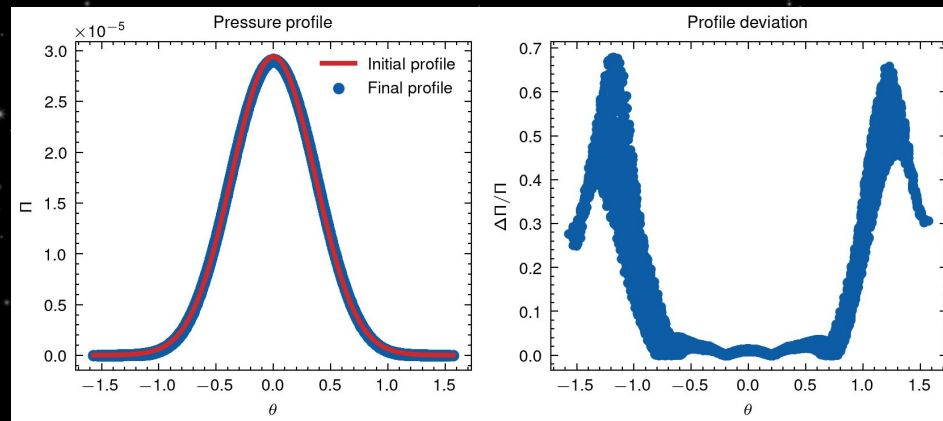 Pressure profile
×10⁻⁵
3.0
2.5
2.0
1.5
1.0
0.5
0.0
Π
Initial profile
Final profile
−1.5 −1.0 −0.5 0.0 0.5 1.0 1.5
θ
Profile deviation
0.7
0.6
0.5
0.4
0.3
0.2
0.1
0.0
ΔΠ/Π
−1.5 −1.0 −0.5 0.0 0.5 1.0 1.5
θ